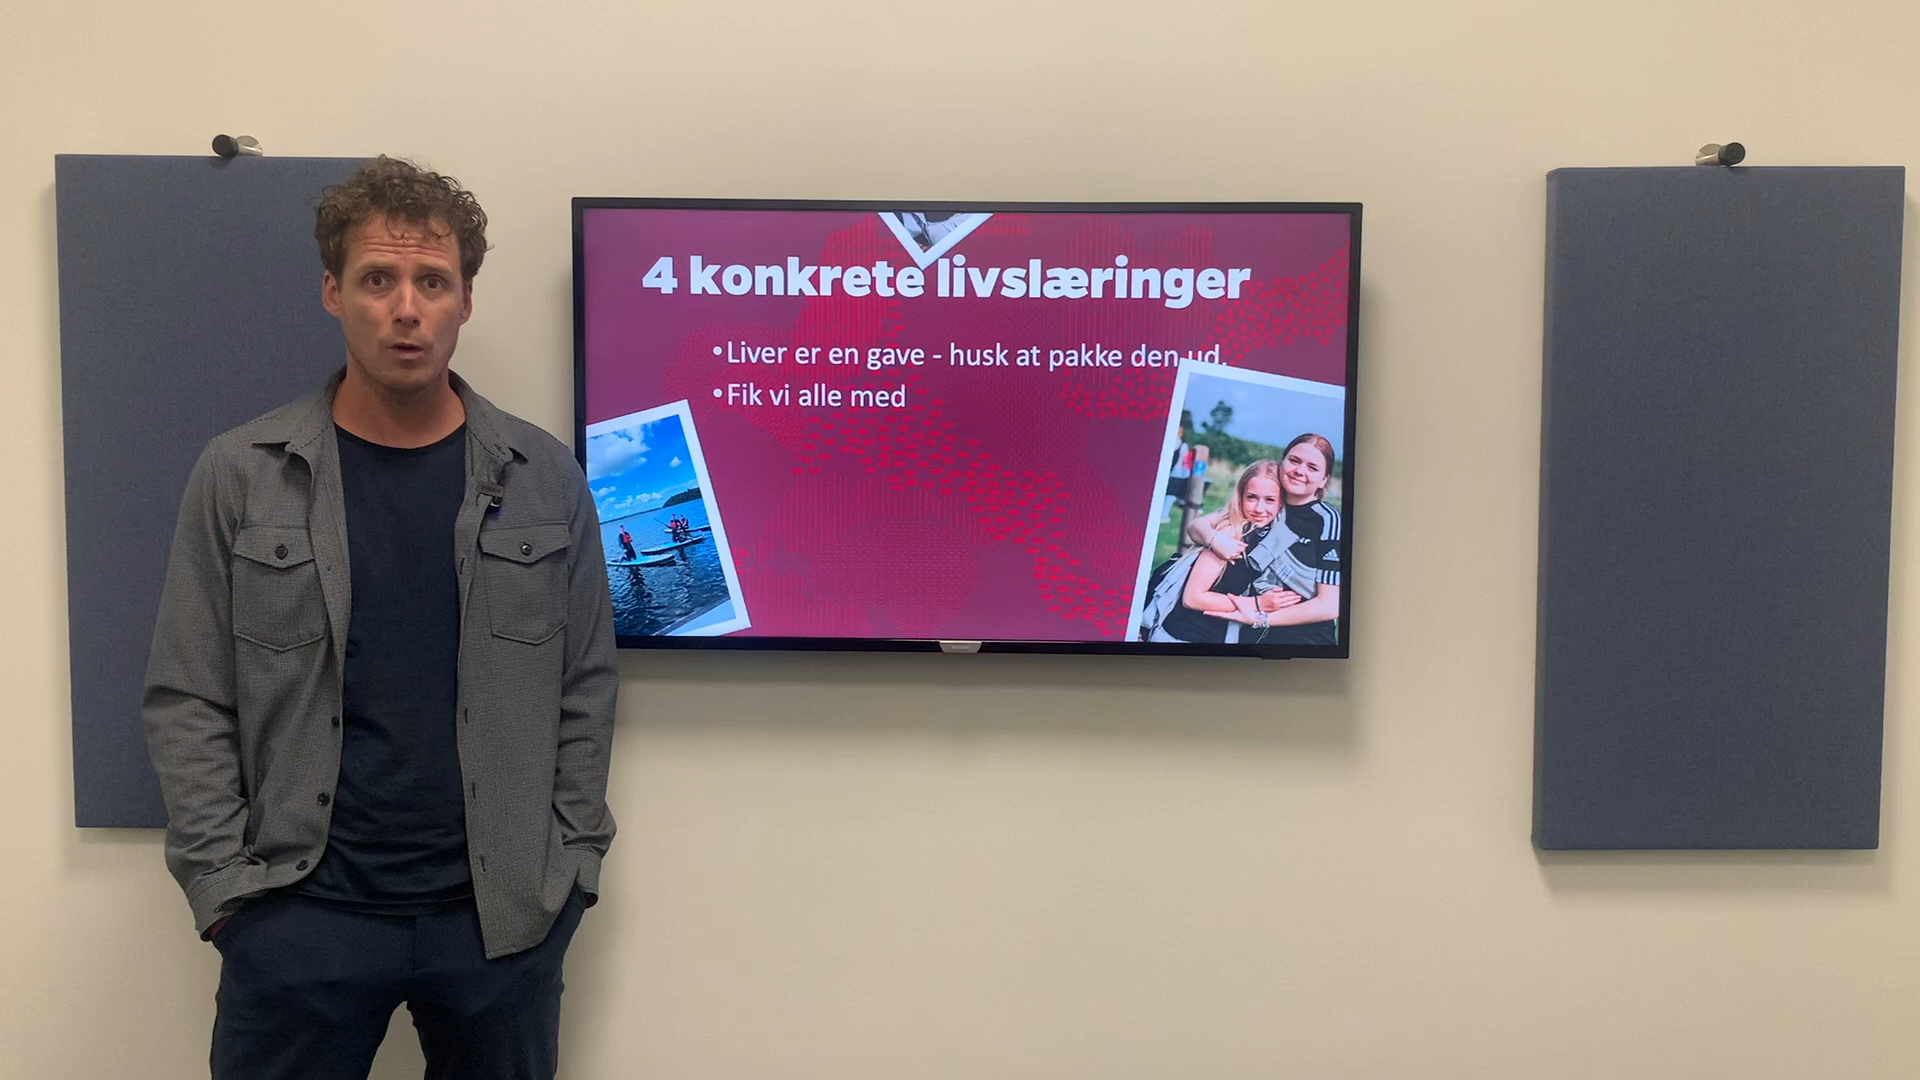 4 konkrete livslæringer
•Liver er en gave - husk at pakke den ud.
•Fik vi alle med